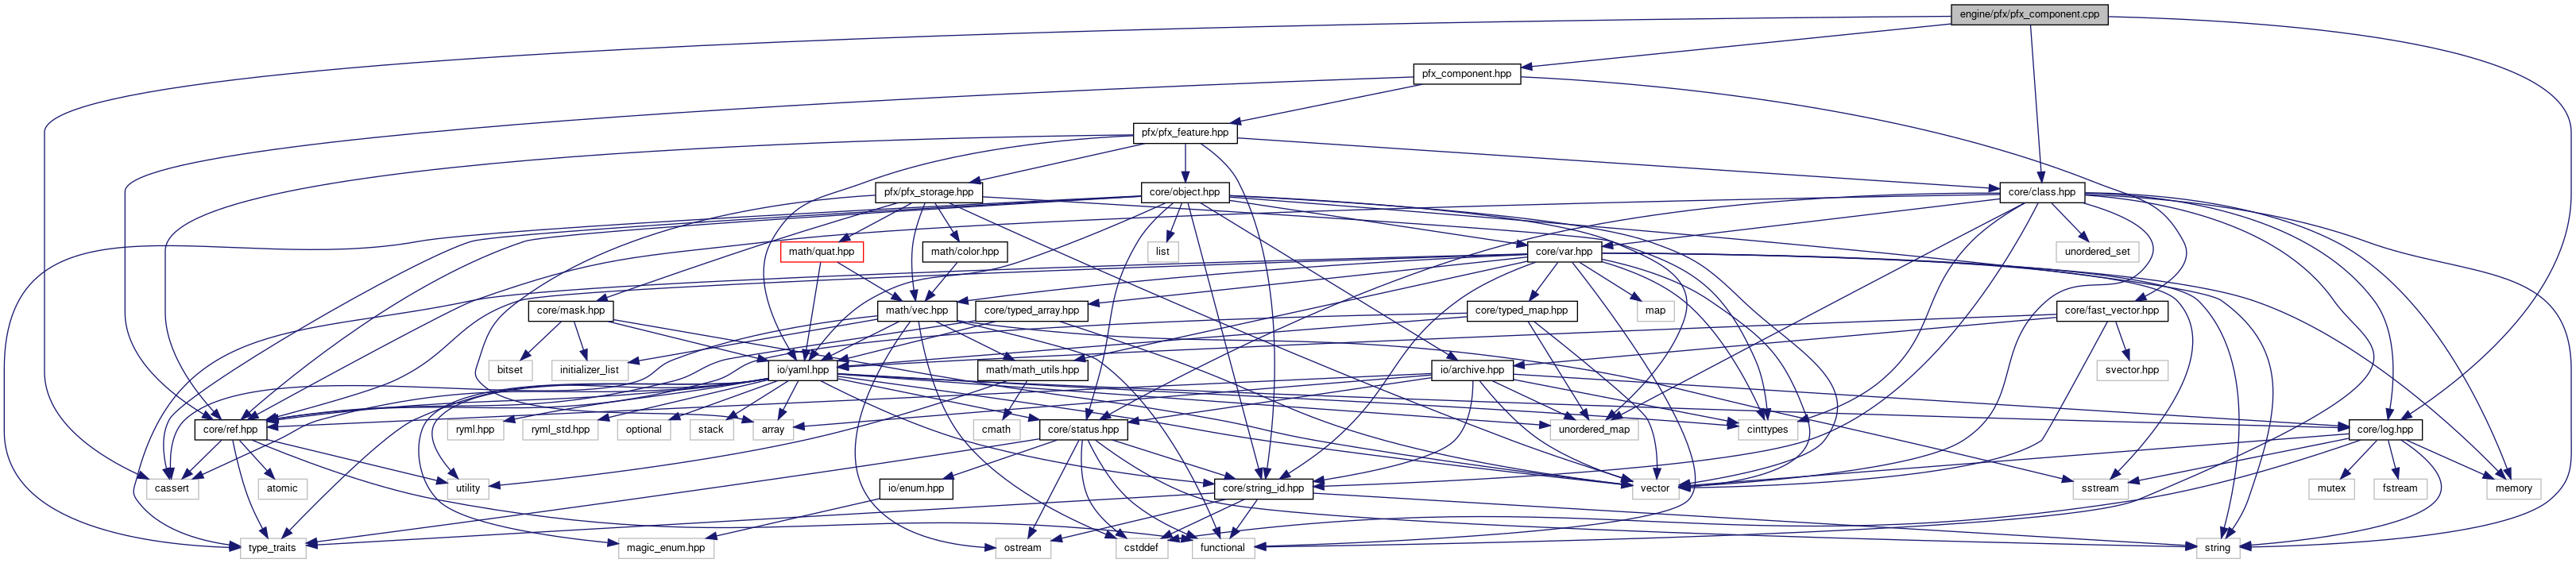 engine/pfx/pfx_component.cpp
pfx_component.hpp
pfx/pfx_feature.hpp
pfx/pfx_storage.hpp
core/object.hpp
core/class.hpp
math/quat.hpp
math/color.hpp
list
core/var.hpp
unordered_set
core/mask.hpp
math/vec.hpp
core/typed_array.hpp
core/typed_map.hpp
map
core/fast_vector.hpp
bitset
initializer_list
io/yaml.hpp
math/math_utils.hpp
io/archive.hpp
svector.hpp
core/ref.hpp
ryml.hpp
ryml_std.hpp
optional
stack
array
cmath
core/status.hpp
unordered_map
cinttypes
core/log.hpp
cassert
atomic
utility
io/enum.hpp
core/string_id.hpp
vector
sstream
mutex
fstream
memory
type_traits
magic_enum.hpp
ostream
cstddef
functional
string